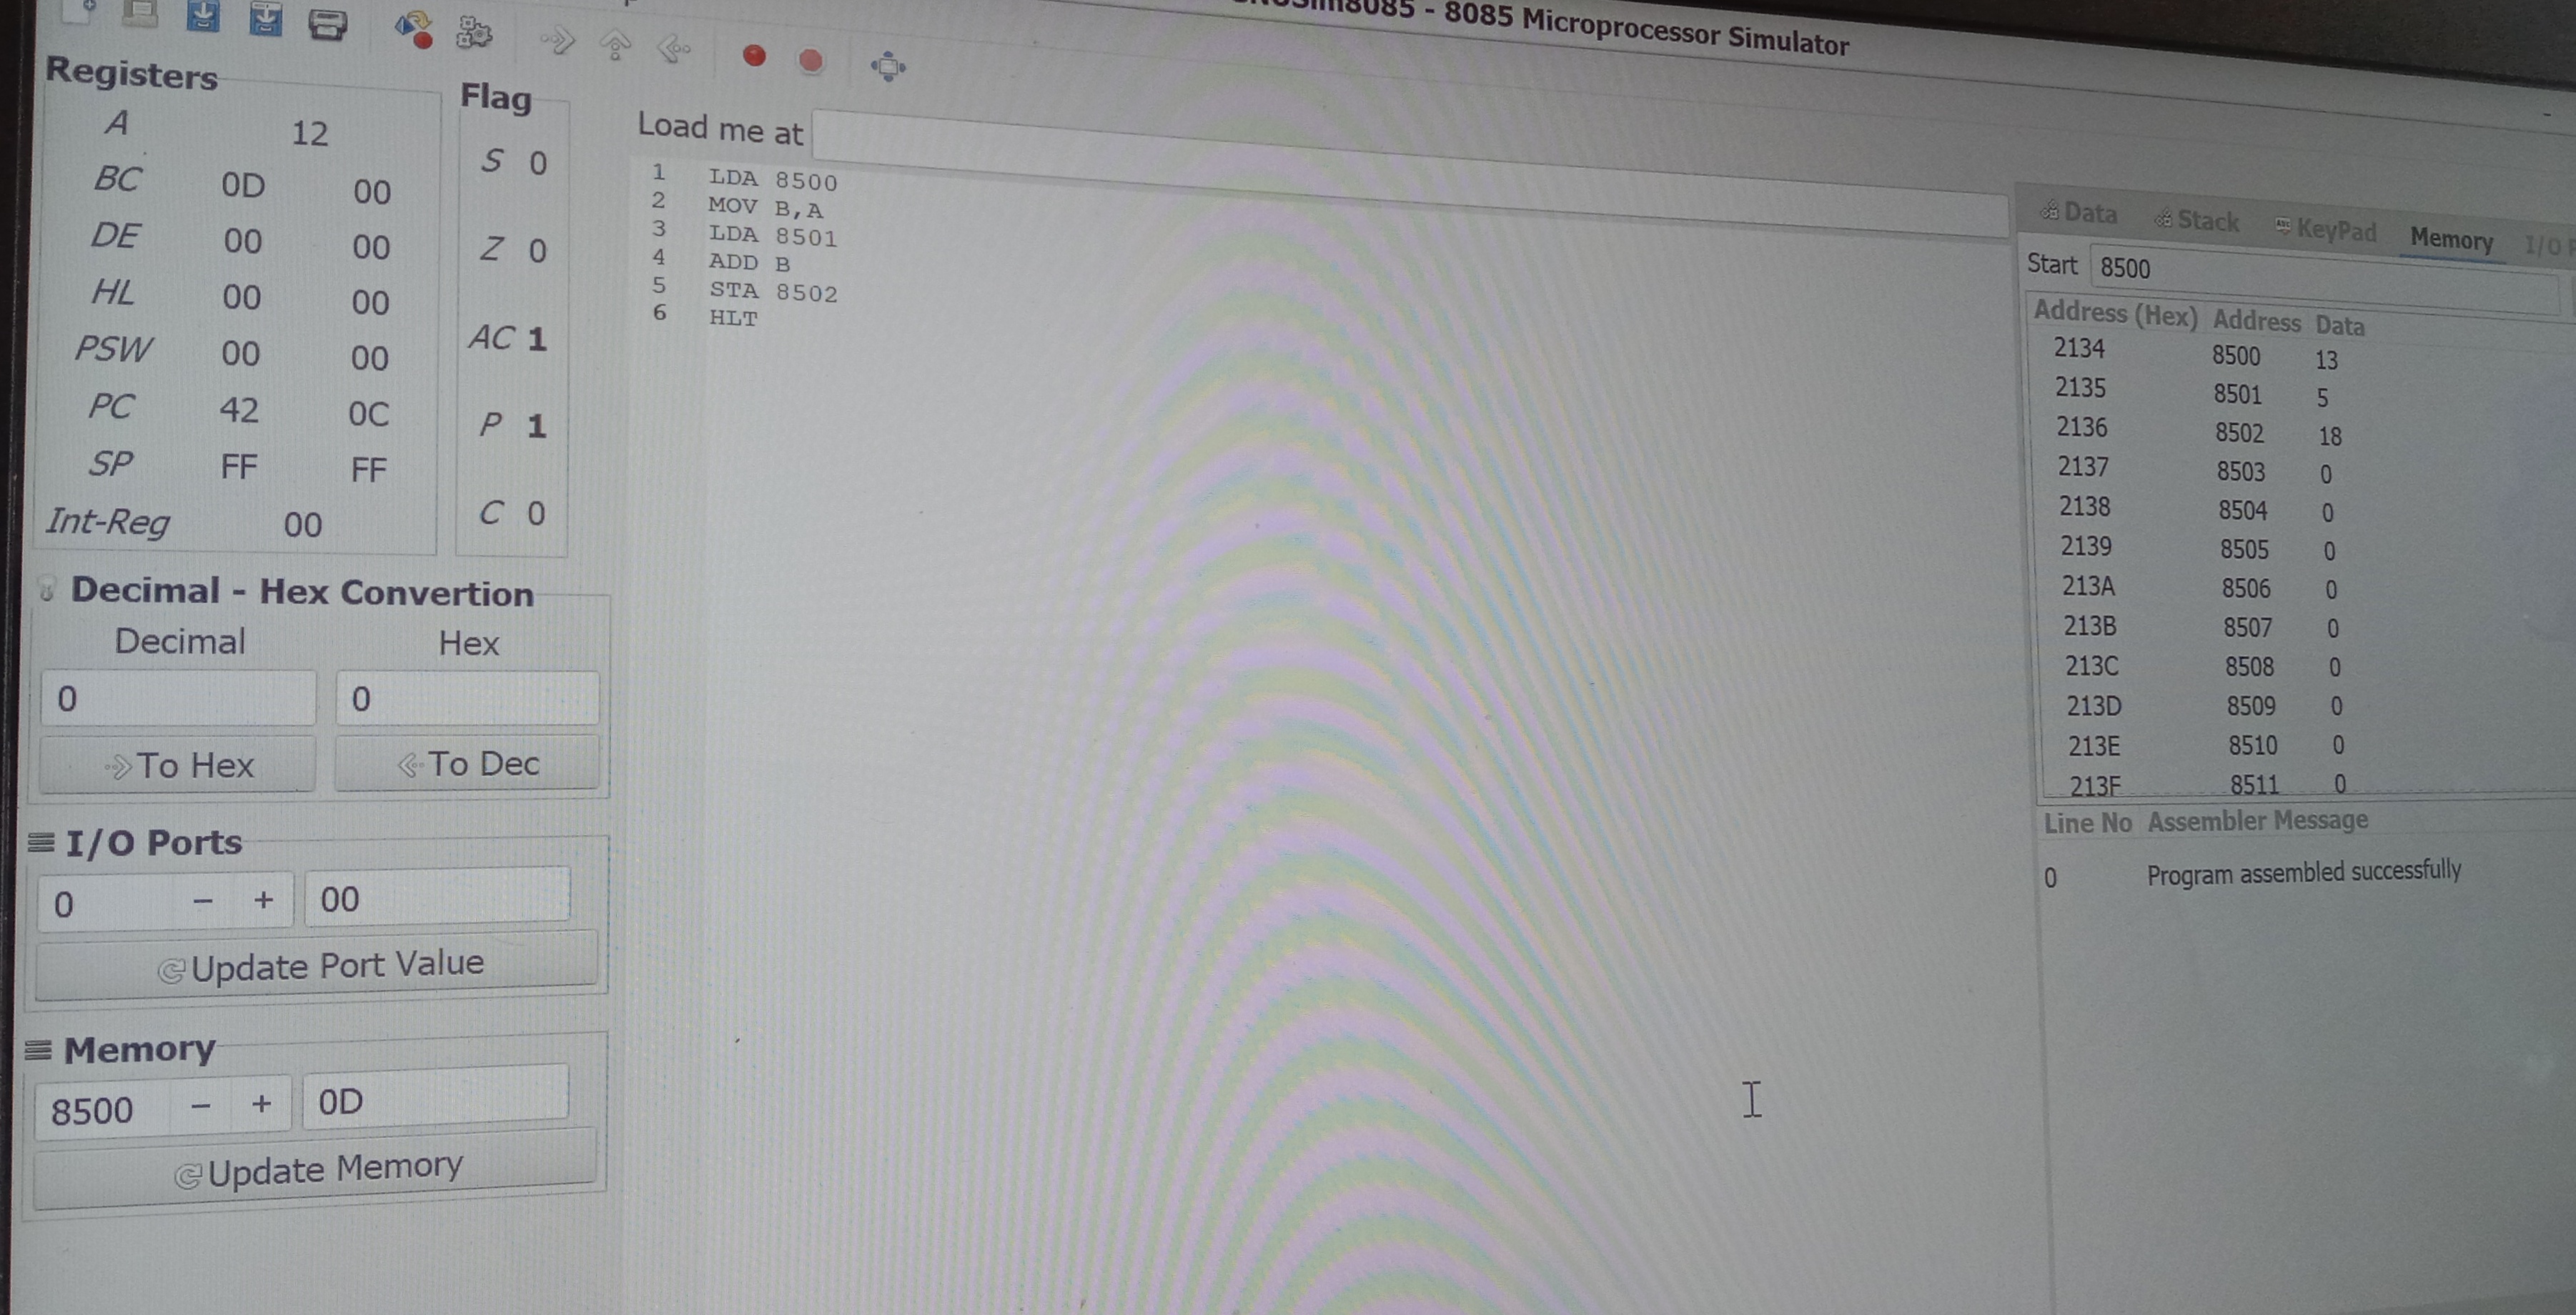 8085 - 8085 Microprocessor Simulator
Registers
A 12
BC 0D 00
DE 00 00
HL 00 00
PSW 00 00
PC 42 0C
SP FF FF
Int-Reg 00
Flag
S 0
Z 0
AC 1
P 1
C 0
Decimal - Hex Convertion
Decimal Hex
0 0
To Hex To Dec
I/O Ports
0 - + 00
Update Port Value
Memory
8500 - + 0D
Update Memory
Load me at
1 LDA 8500
2 MOV B,A
3 LDA 8501
4 ADD B
5 STA 8502
6 HLT
Data Stack KeyPad Memory I/O
Start 8500
Address (Hex) Address Data
2134 8500 13
2135 8501 5
2136 8502 18
2137 8503 0
2138 8504 0
2139 8505 0
213A 8506 0
213B 8507 0
213C 8508 0
213D 8509 0
213E 8510 0
213F 8511 0
Line No Assembler Message
0 Program assembled successfully